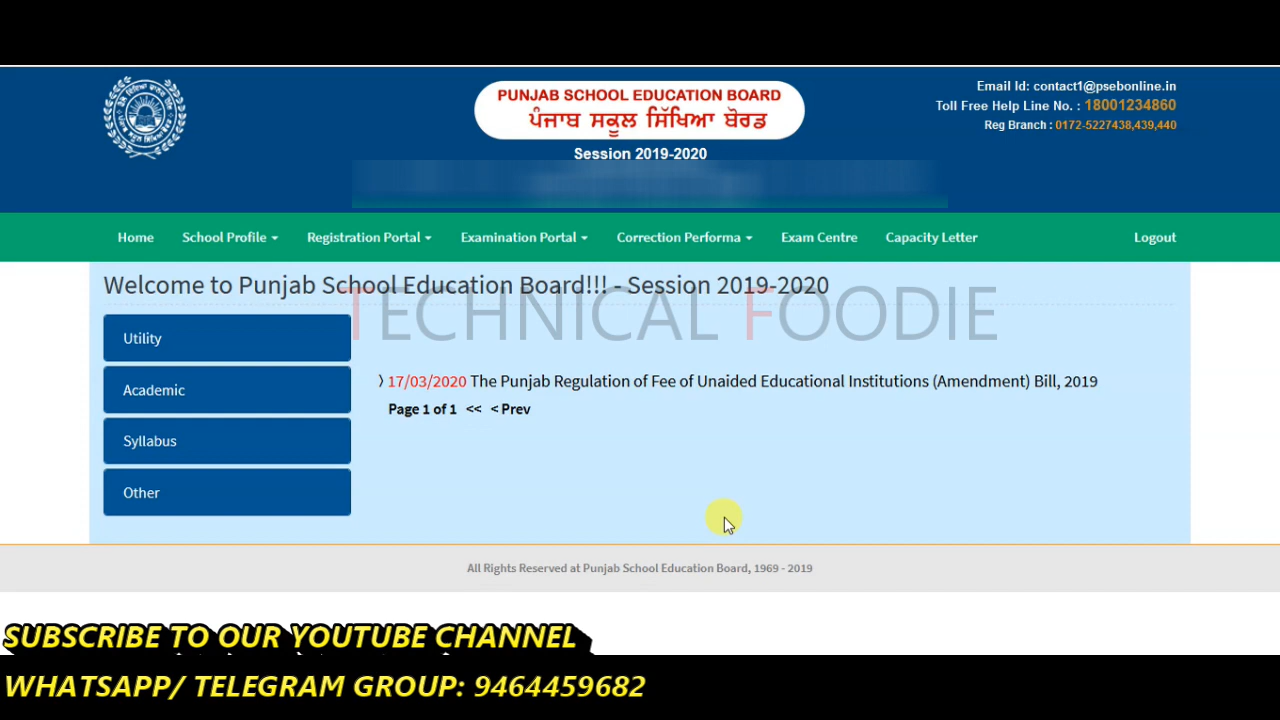 PUNJAB SCHOOL EDUCATION BOARD
ਪੰਜਾਬ ਸਕੂਲ ਸਿੱਖਿਆ ਬੋਰਡ
Session 2019-2020
Email Id: contact1@psebonline.in
Toll Free Help Line No. : 18001234860
Reg Branch : 0172-5227438,439,440
Home School Profile Registration Portal Examination Portal Correction Performa Exam Centre Capacity Letter Logout
Welcome to Punjab School Education Board!!! - Session 2019-2020
TECHNICAL FOODIE
Utility
Academic
Syllabus
Other
17/03/2020 The Punjab Regulation of Fee of Unaided Educational Institutions (Amendment) Bill, 2019
Page 1 of 1 << < Prev
All Rights Reserved at Punjab School Education Board, 1969 - 2019
SUBSCRIBE TO OUR YOUTUBE CHANNEL
WHATSAPP/ TELEGRAM GROUP: 9464459682